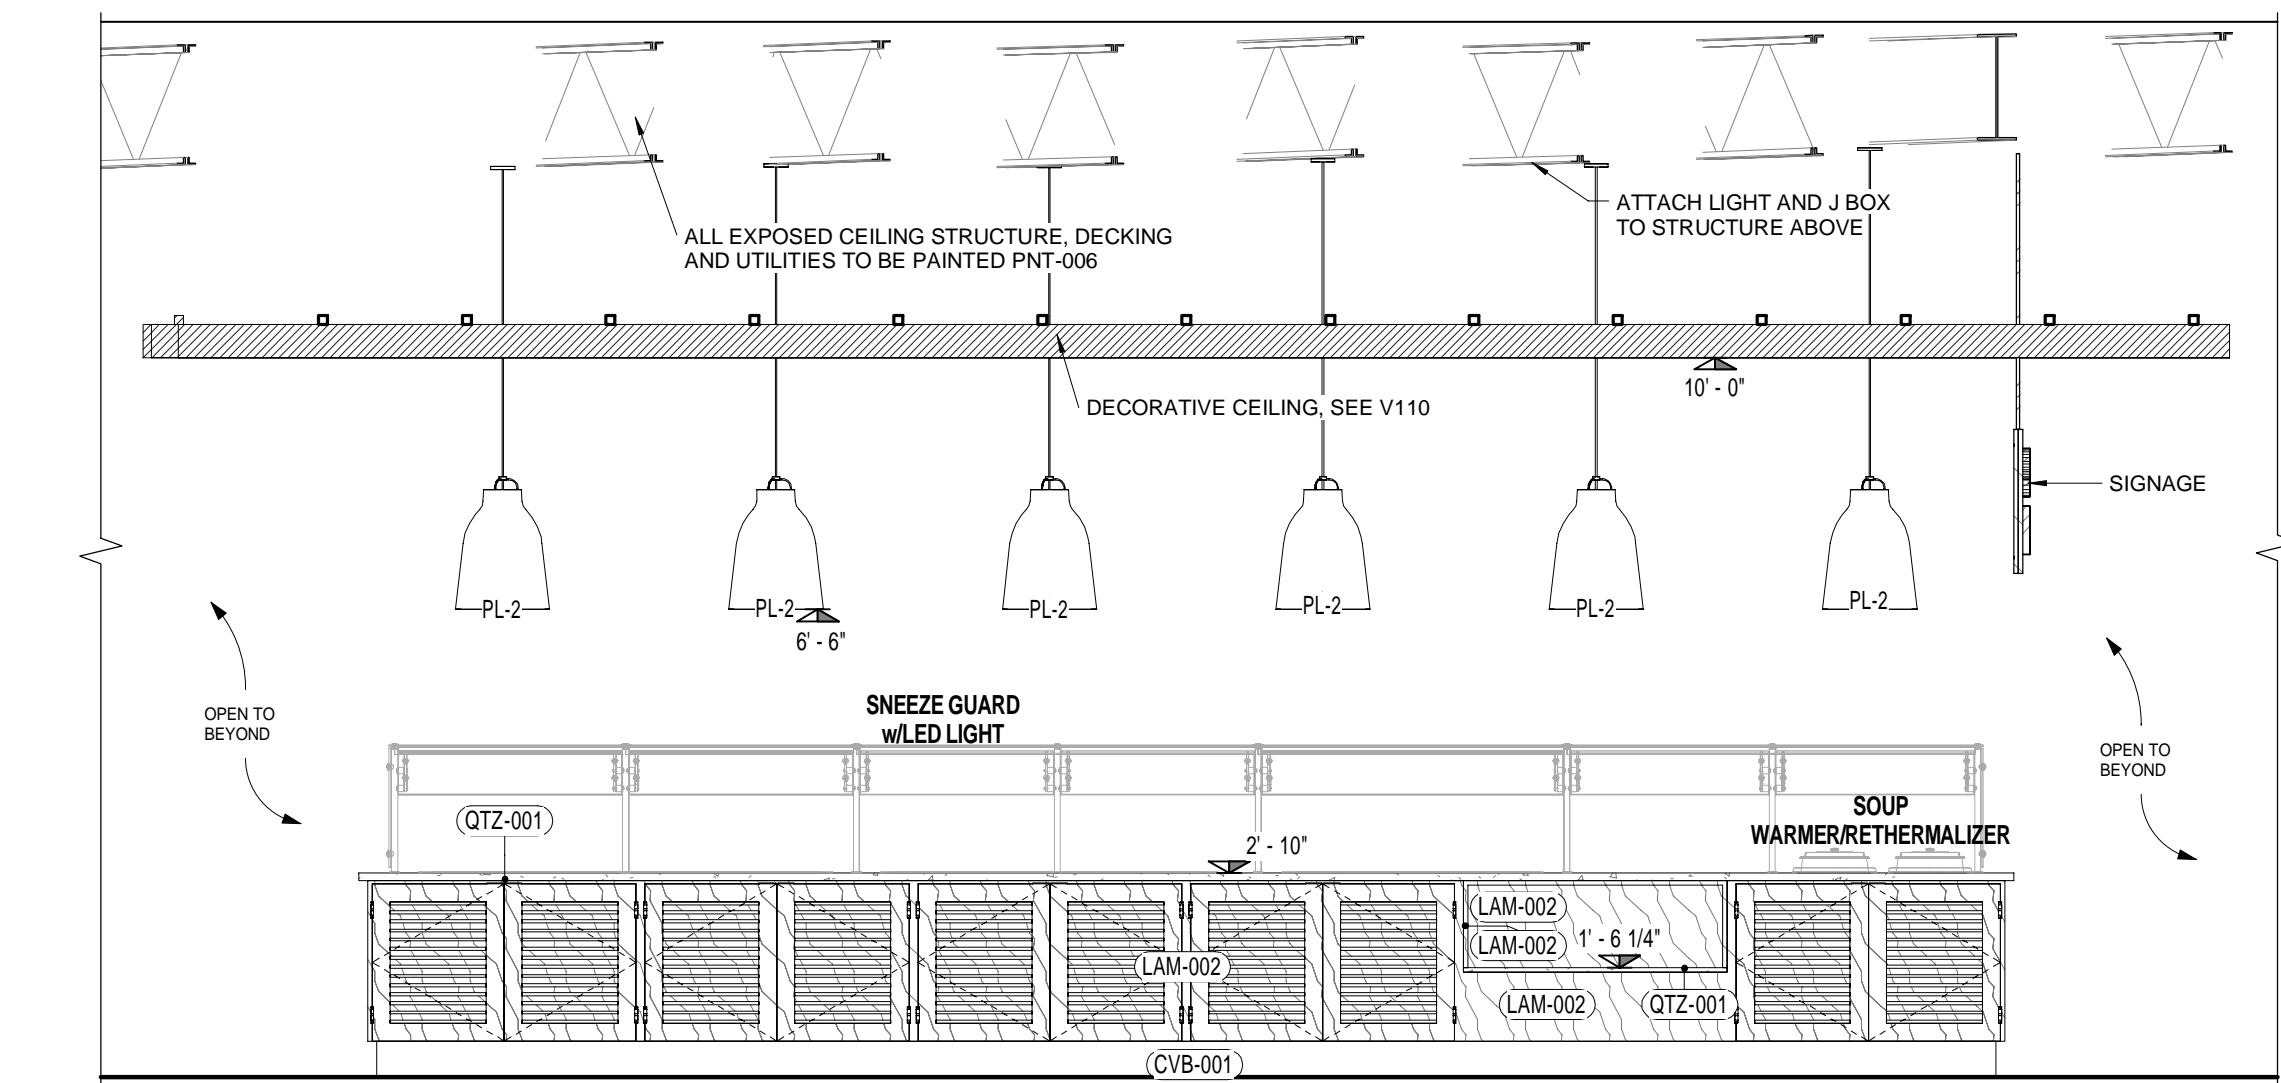 ATTACH LIGHT AND J BOX
TO STRUCTURE ABOVE
ALL EXPOSED CEILING STRUCTURE, DECKING
AND UTILITIES TO BE PAINTED PNT-006
10' - 0"
DECORATIVE CEILING, SEE V110
SIGNAGE
PL-2
PL-2
PL-2
PL-2
PL-2
PL-2
6' - 6"
OPEN TO
BEYOND
SNEEZE GUARD
w/LED LIGHT
OPEN TO
BEYOND
QTZ-001
SOUP
WARMER/RETHERMALIZER
2' - 10"
LAM-002
LAM-002
1' - 6 1/4"
LAM-002
LAM-002
QTZ-001
CVB-001